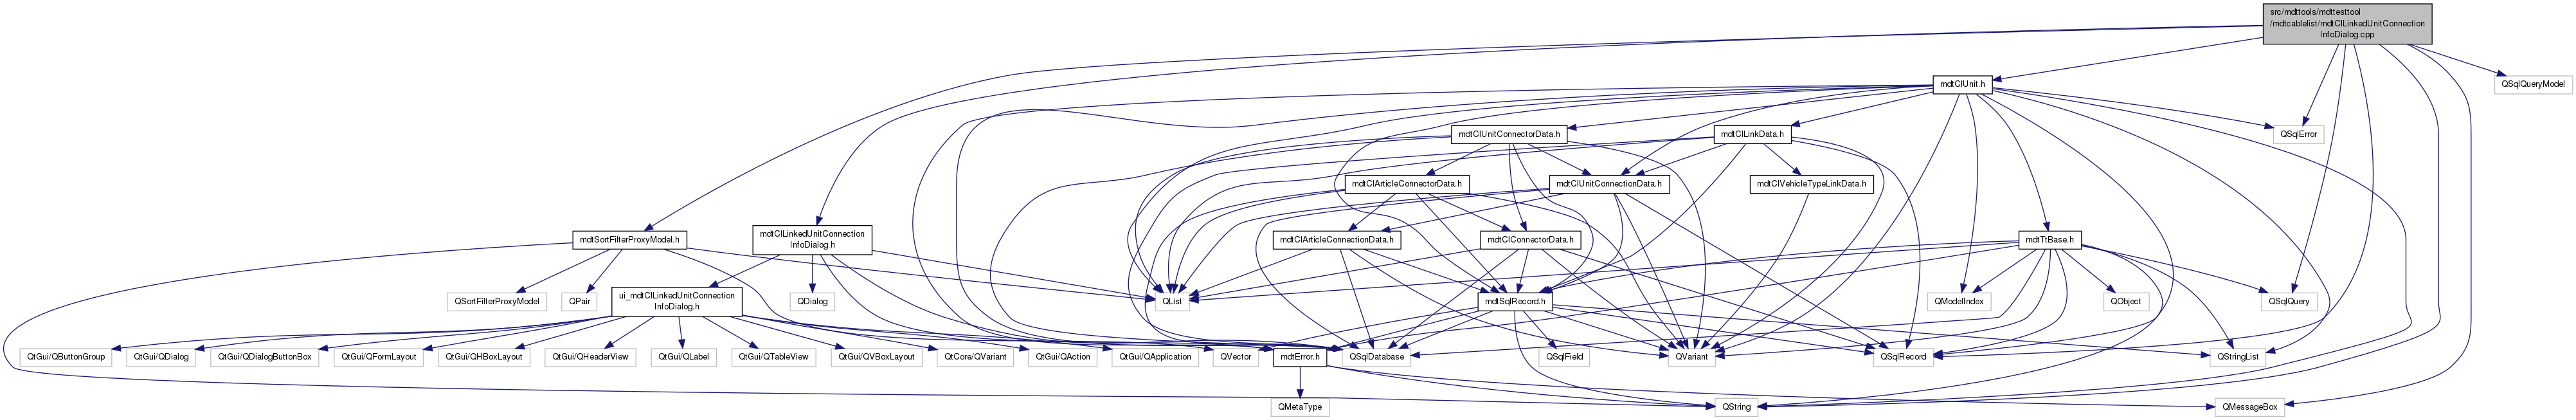 src/mdttools/mdttesttool
/mdtcablelist/mdtClLinkedUnitConnection
InfoDialog.cpp
mdtClUnit.h
QSqlQueryModel
mdtClUnitConnectorData.h
mdtClLinkData.h
QSqlError
mdtClArticleConnectorData.h
mdtClUnitConnectionData.h
mdtClVehicleTypeLinkData.h
mdtSortFilterProxyModel.h
mdtClLinkedUnitConnection
InfoDialog.h
mdtClArticleConnectionData.h
mdtClConnectorData.h
mdtTtBase.h
QSortFilterProxyModel
QPair
ui_mdtClLinkedUnitConnection
InfoDialog.h
QDialog
QList
mdtSqlRecord.h
QModelIndex
QObject
QSqlQuery
QtGui/QButtonGroup
QtGui/QDialog
QtGui/QDialogButtonBox
QtGui/QFormLayout
QtGui/QHBoxLayout
QtGui/QHeaderView
QtGui/QLabel
QtGui/QTableView
QtGui/QVBoxLayout
QtCore/QVariant
QtGui/QAction
QtGui/QApplication
QVector
mdtError.h
QSqlDatabase
QSqlField
QVariant
QSqlRecord
QStringList
QMetaType
QString
QMessageBox